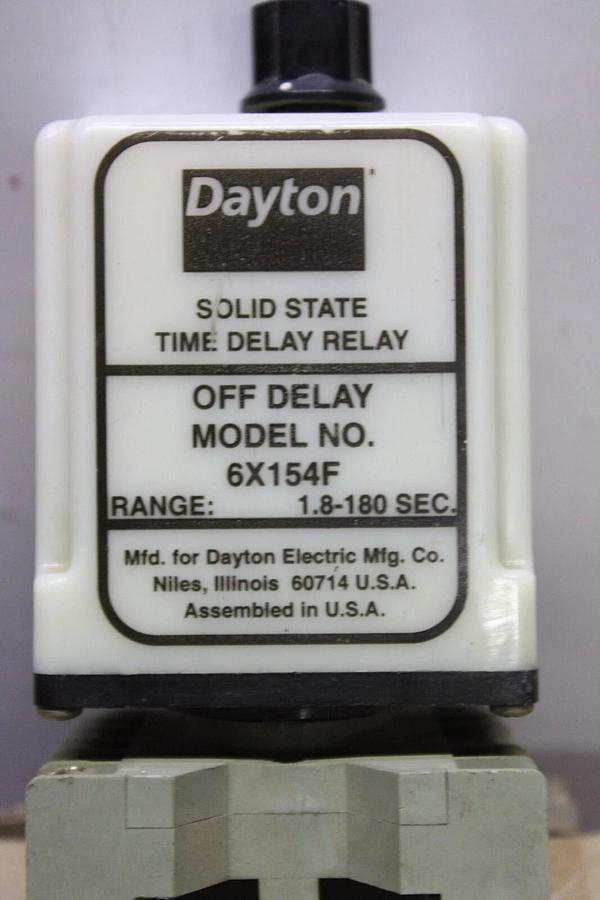 Dayton
SOLID STATE
TIME DELAY RELAY
OFF DELAY
MODEL NO.
6X154F
RANGE: 1.8-180 SEC.
Mfd. for Dayton Electric Mfg. Co.
Niles, Illinois 60714 U.S.A.
Assembled in U.S.A.